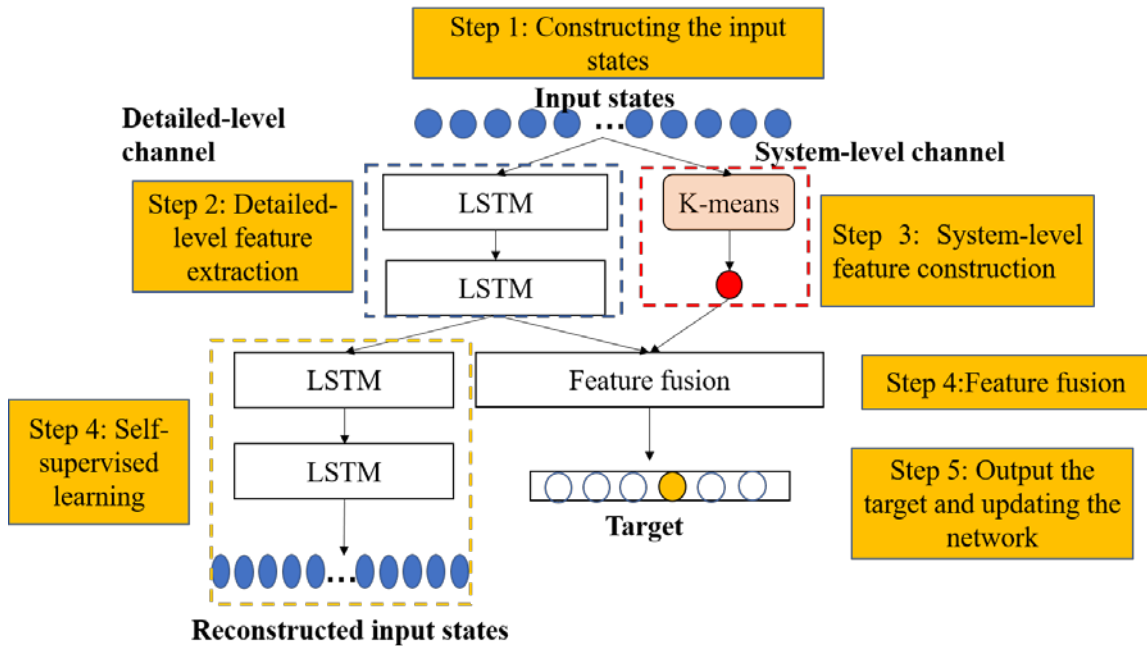 Step 1: Constructing the input
states
Input states
...
Detailed-level
channel
System-level channel
Step 2: Detailed-
level feature
extraction
LSTM
LSTM
K-means
Step 3: System-level
feature construction
LSTM
LSTM
Feature fusion
Step 4:Feature fusion
Step 4: Self-
supervised
learning
Target
Step 5: Output the
target and updating the
network
...
Reconstructed input states